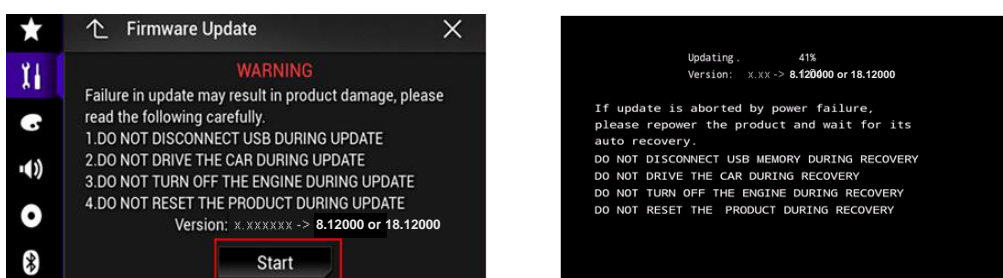 Firmware Update
WARNING
Failure in update may result in product damage, please
read the following carefully.
1.DO NOT DISCONNECT USB DURING UPDATE
2.DO NOT DRIVE THE CAR DURING UPDATE
3.DO NOT TURN OFF THE ENGINE DURING UPDATE
4.DO NOT RESET THE PRODUCT DURING UPDATE
Version: x.xxxxxx -> 8.12000 or 18.12000
Start
Updating. 41%
Version: x.xx -> 8.12000 or 18.12000
If update is aborted by power failure,
please repower the product and wait for its
auto recovery.
DO NOT DISCONNECT USB MEMORY DURING RECOVERY
DO NOT DRIVE THE CAR DURING RECOVERY
DO NOT TURN OFF THE ENGINE DURING RECOVERY
DO NOT RESET THE PRODUCT DURING RECOVERY